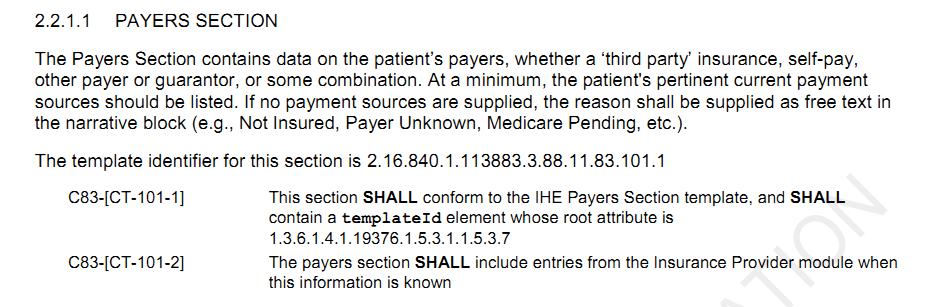 2.2.1.1 PAYERS SECTION
The Payers Section contains data on the patient's payers, whether a 'third party' insurance, self-pay,
other payer or guarantor, or some combination. At a minimum, the patient's pertinent current payment
sources should be listed. If no payment sources are supplied, the reason shall be supplied as free text in
the narrative block (e.g., Not Insured, Payer Unknown, Medicare Pending, etc.).
The template identifier for this section is 2.16.840.1.113883.3.88.11.83.101.1
C83-[CT-101-1] This section SHALL conform to the IHE Payers Section template, and SHALL
contain a templateId element whose root attribute is
1.3.6.1.4.1.19376.1.5.3.1.1.5.3.7
C83-[CT-101-2] The payers section SHALL include entries from the Insurance Provider module when
this information is known